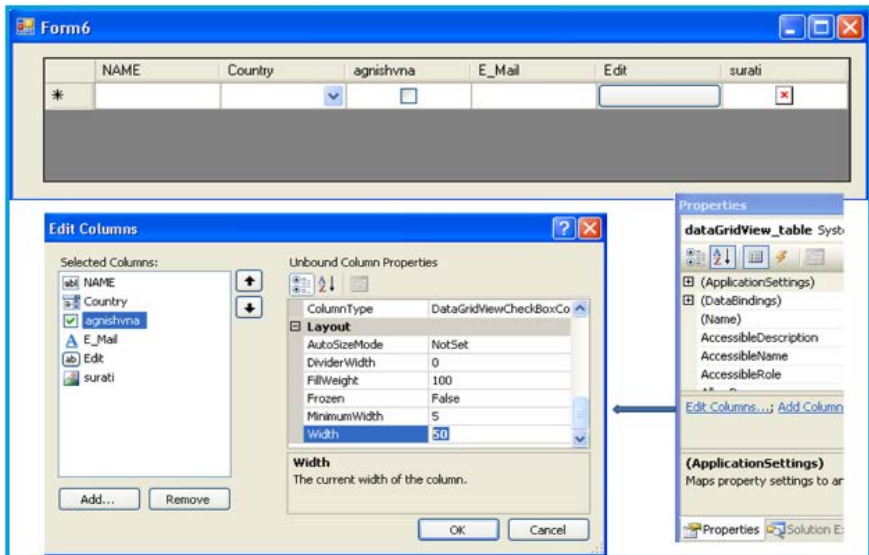 Form6
NAME Country agnishvna E_Mail Edit surati
*
Edit Columns
Selected Columns:
ab| NAME
Country
agnishvna
A E_Mail
ab Edit
surati
Add... Remove
Unbound Column Properties
ColumnType DataGridViewCheckBoxCo
Layout
AutoSizeMode NotSet
DividerWidth 0
FillWeight 100
Frozen False
MinimumWidth 5
Width 50
Width
The current width of the column.
OK Cancel
Properties
dataGridView_table Syst
(ApplicationSettings)
(DataBindings)
(Name)
AccessibleDescription
AccessibleName
AccessibleRole
Edit Columns...; Add Column
(ApplicationSettings)
Maps property settings to an
Properties Solution E